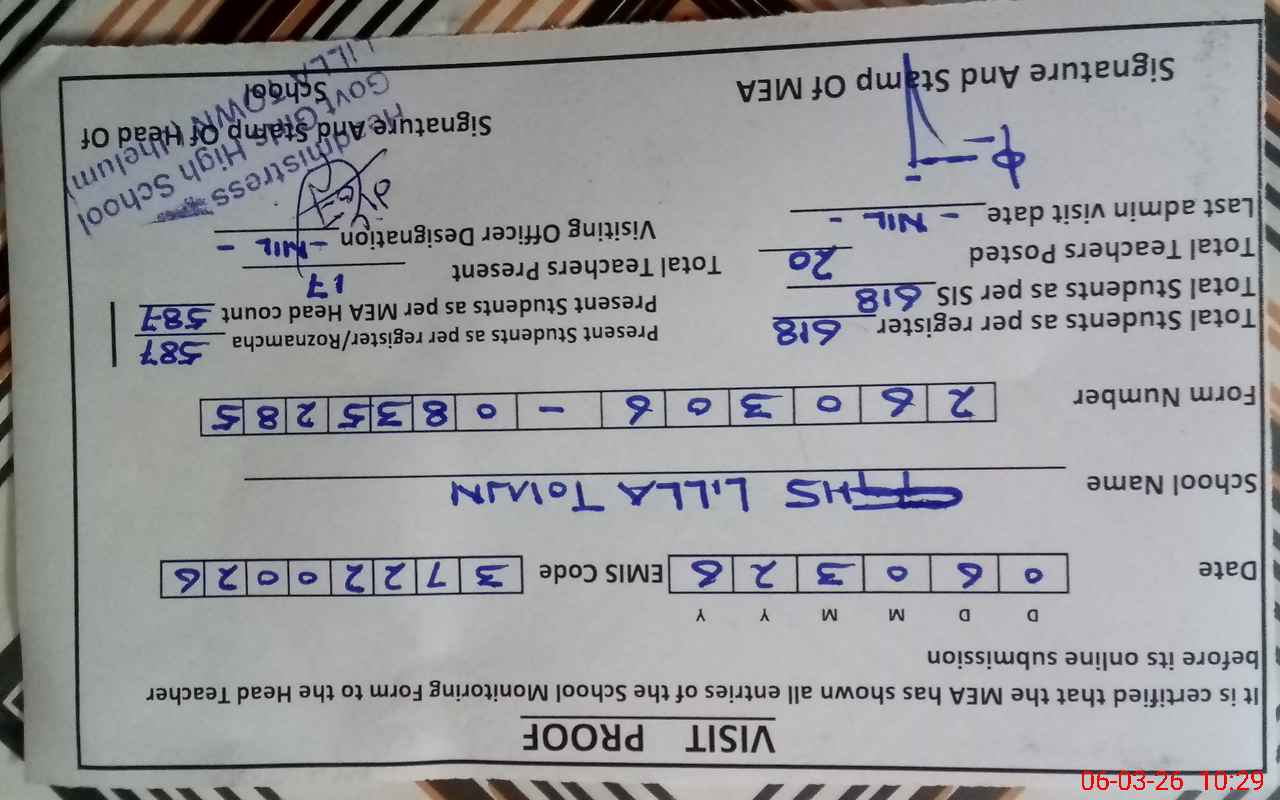 VISIT PROOF
It is certified that the MEA has shown all entries of the School Monitoring Form to the Head Teacher
before its online submission
D D M M Y Y
Date 0 6 0 3 2 6 EMIS Code 3 7 2 2 0 0 2 6
School Name GGHS LILLA TOWN
Form Number 2 6 0 3 0 6 - 0 8 3 5 2 8 5
Total Students as per register 618 Present Students as per register/Roznamcha 587
Total Students as per SIS 618 Present Students as per MEA Head count 587
Total Teachers Posted 20 Total Teachers Present 17
Last admin visit date - NIL - Visiting Officer Designation - NIL -
Signature And Stamp Of MEA Signature And Stamp Of Head Of
School
Headmistress
Govt Girls High School
LILLA TOWN (Jhelum)
06-03-26 10:29